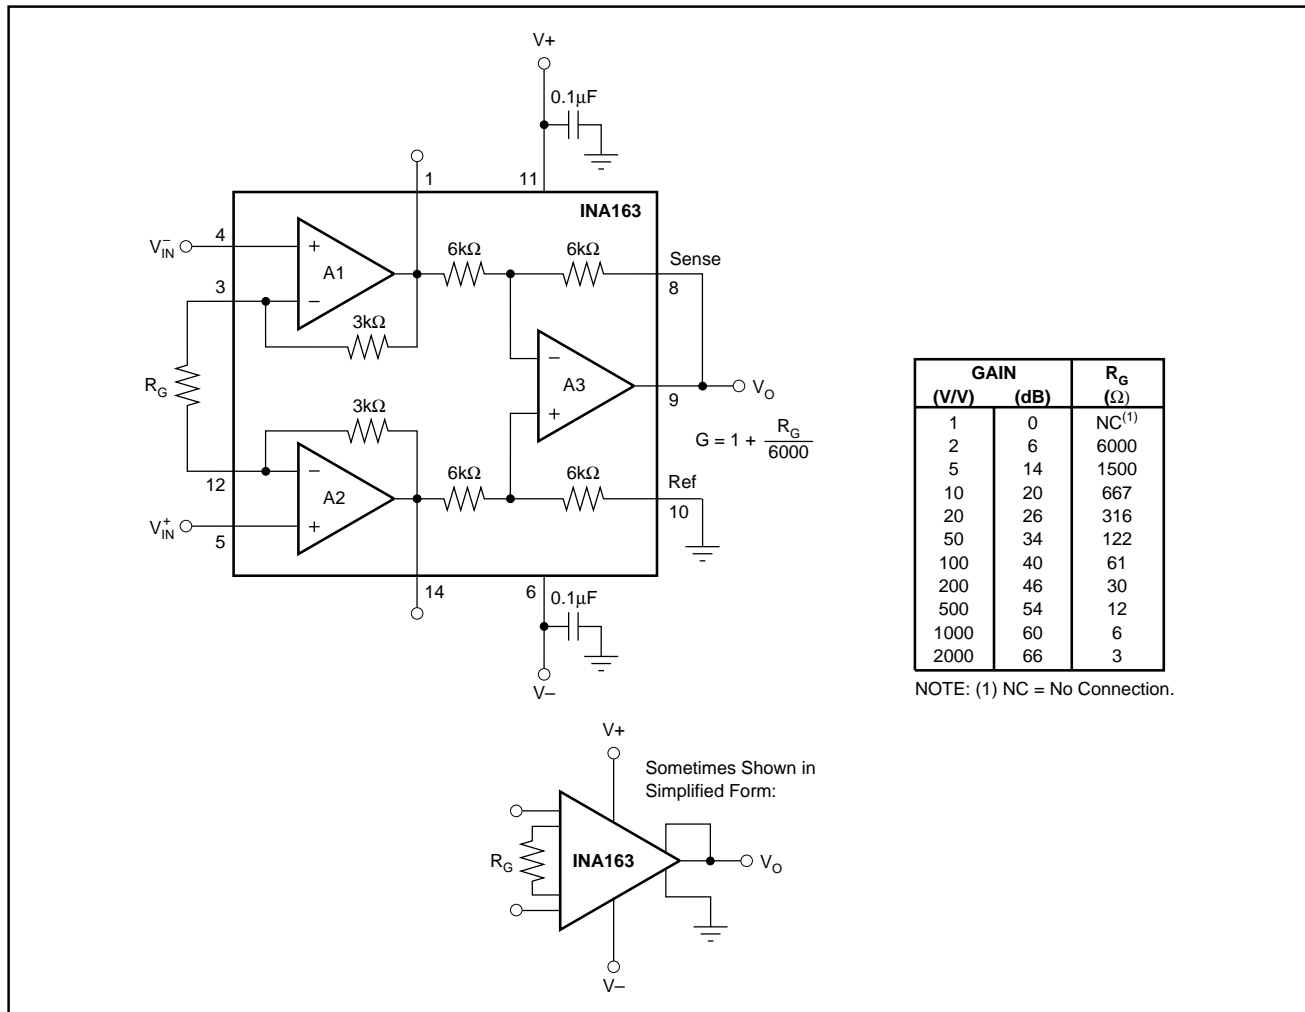 V+
0.1µF
1
11
INA163
4
V−IN
+
A1
6kΩ
6kΩ
Sense
8
3
−
3kΩ
RG
−
A3
+
VO
9
G = 1 + RG / 6000
3kΩ
12
−
A2
6kΩ
6kΩ
Ref
10
V+IN
+
5
14
6
0.1µF
V–
GAIN RG
(V/V) (dB) (Ω)
1 0 NC(1)
2 6 6000
5 14 1500
10 20 667
20 26 316
50 34 122
100 40 61
200 46 30
500 54 12
1000 60 6
2000 66 3
NOTE: (1) NC = No Connection.
V+
Sometimes Shown in
Simplified Form:
RG
INA163
VO
V–